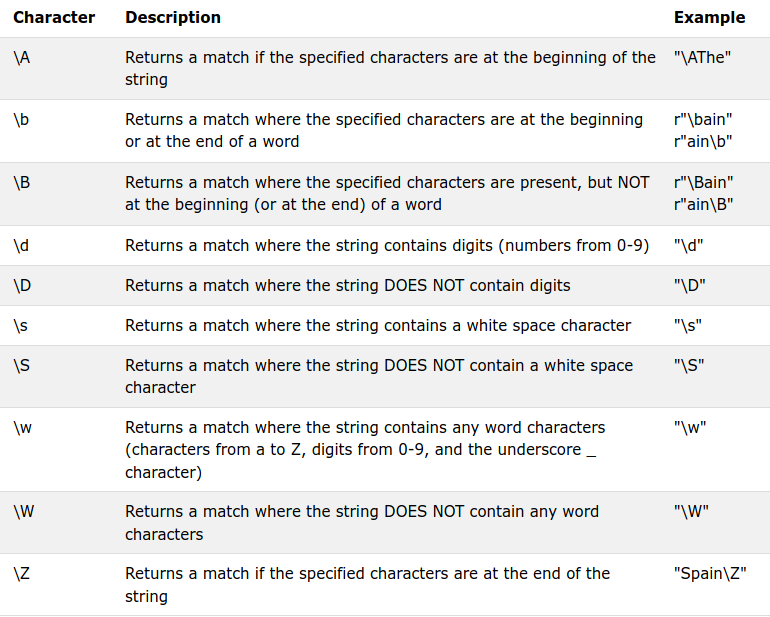 Character Description Example
\A Returns a match if the specified characters are at the beginning of the "\AThe"
string
\b Returns a match where the specified characters are at the beginning r"\bain"
or at the end of a word r"ain\b"
\B Returns a match where the specified characters are present, but NOT r"\Bain"
at the beginning (or at the end) of a word r"ain\B"
\d Returns a match where the string contains digits (numbers from 0-9) "\d"
\D Returns a match where the string DOES NOT contain digits "\D"
\s Returns a match where the string contains a white space character "\s"
\S Returns a match where the string DOES NOT contain a white space "\S"
character
\w Returns a match where the string contains any word characters "\w"
(characters from a to Z, digits from 0-9, and the underscore _
character)
\W Returns a match where the string DOES NOT contain any word "\W"
characters
\Z Returns a match if the specified characters are at the end of the "Spain\Z"
string